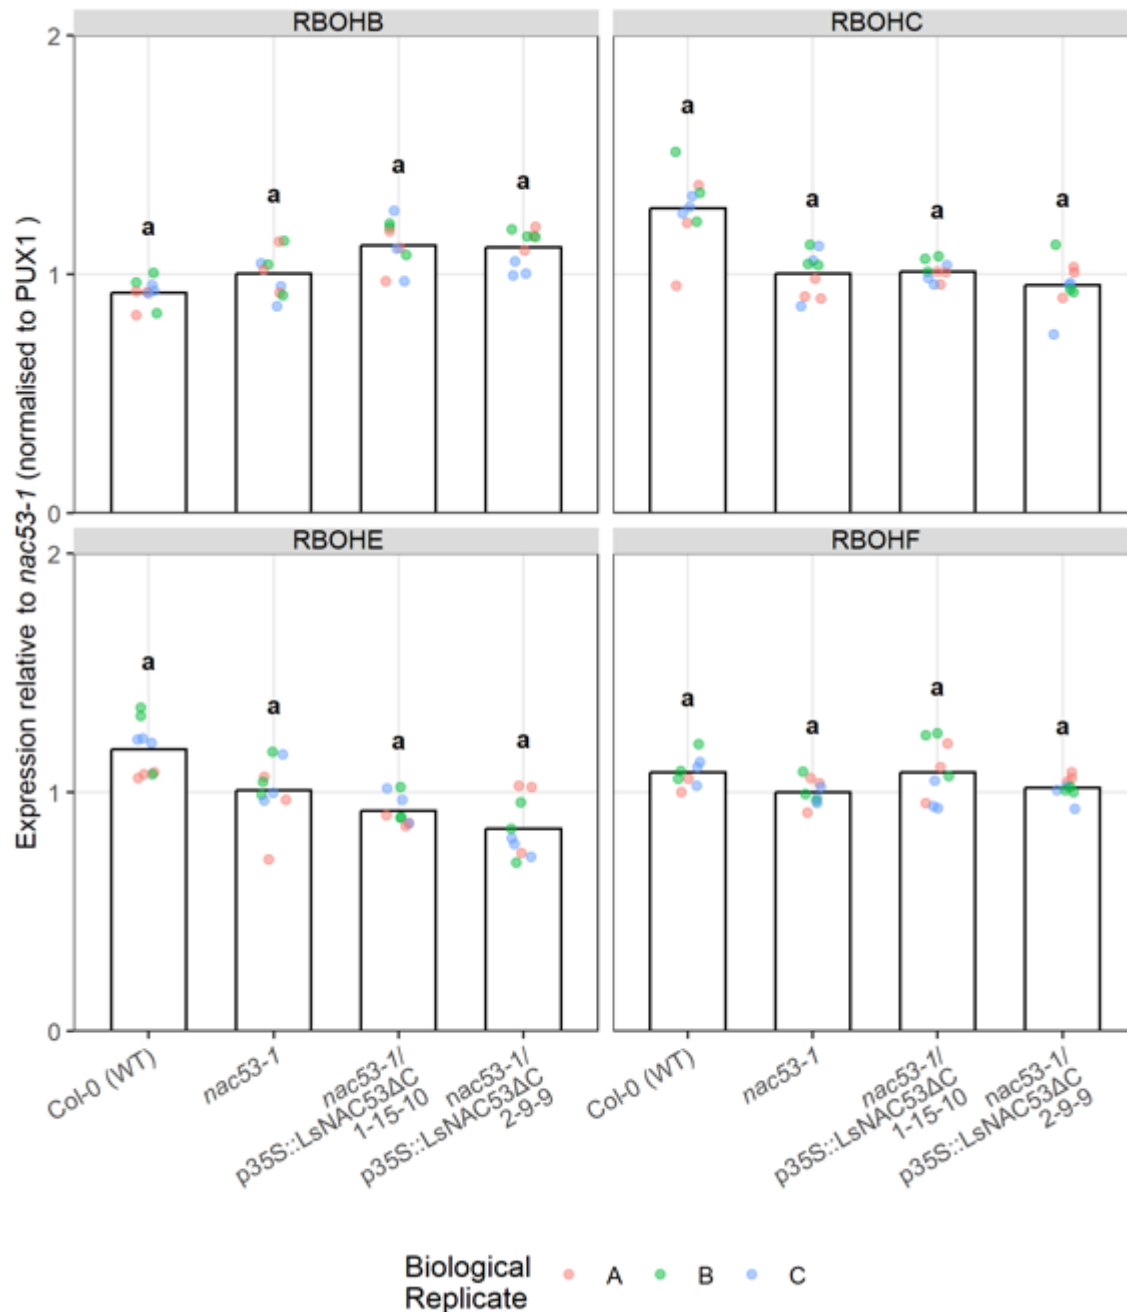 RBOHB
RBOHC
2
a
a
a
a
a
a
a
a
1
0
RBOHE
RBOHF
2
a
a
a
a
a
a
a
a
1
0
Expression relative to nac53-1 (normalised to PUX1 )
Col-0 (WT)
nac53-1
nac53-1/
p35S::LsNAC53ΔC
1-15-10
nac53-1/
p35S::LsNAC53ΔC
2-9-9
Col-0 (WT)
nac53-1
nac53-1/
p35S::LsNAC53ΔC
1-15-10
nac53-1/
p35S::LsNAC53ΔC
2-9-9
Biological
Replicate
A B C